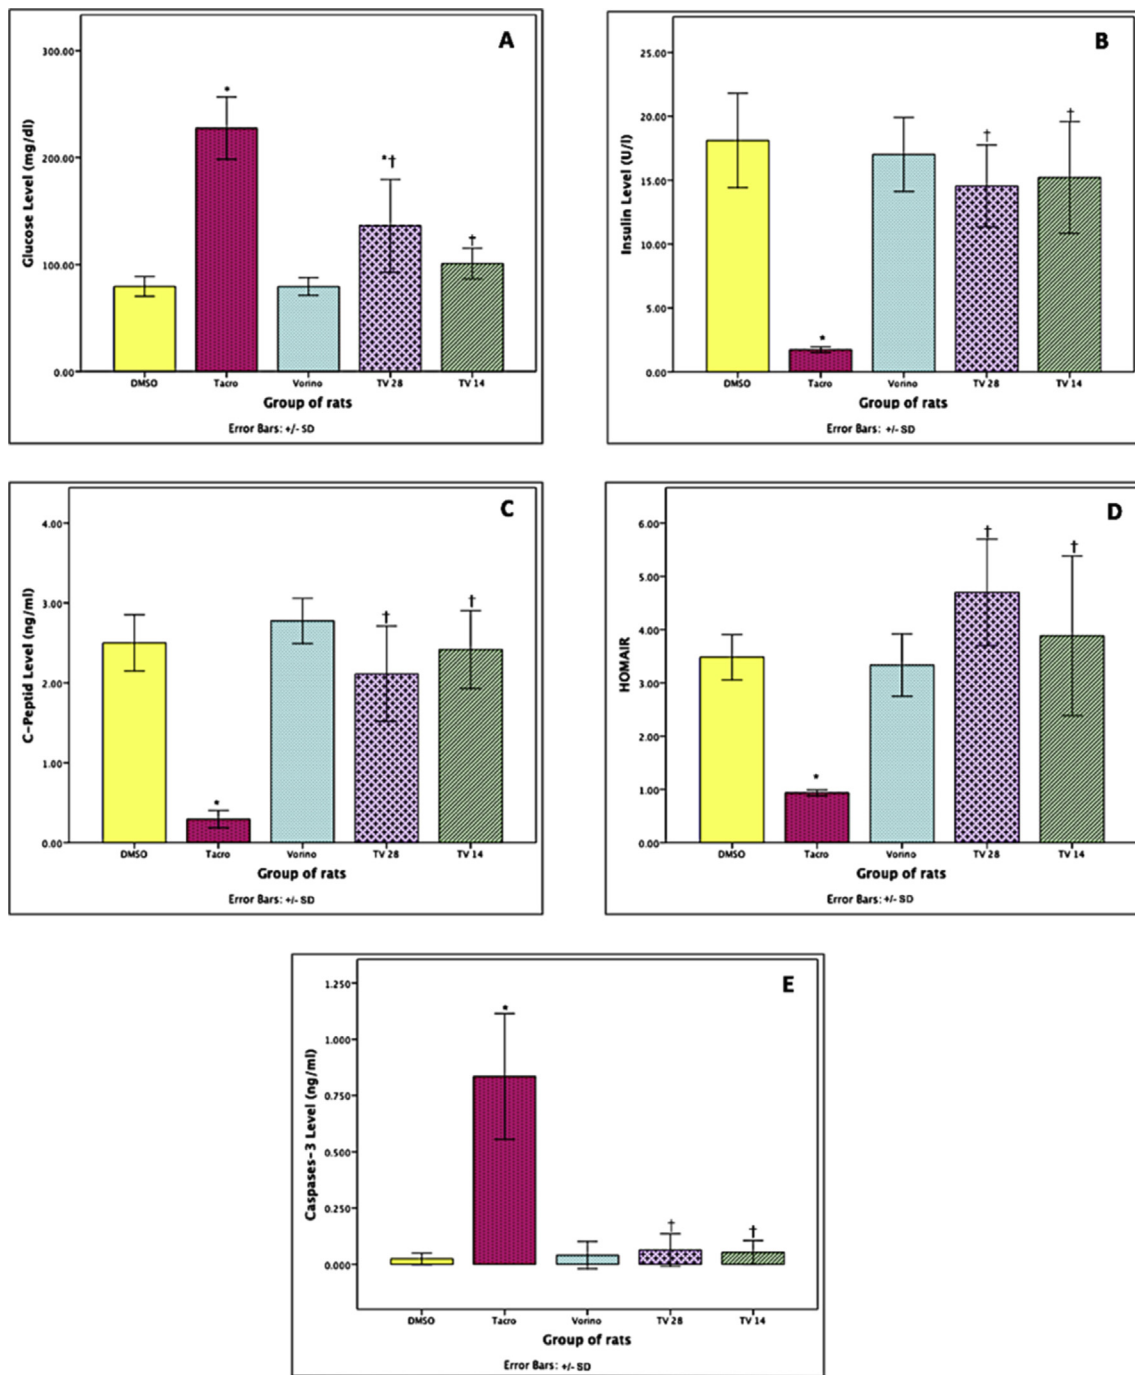 A
Glucose Level (mg/dl)
300.00
200.00
100.00
0.00
*
*†
†
DMSO Tacro Vorino TV 28 TV 14
Group of rats
Error Bars: +/- SD
B
Insulin Level (U/l)
25.00
20.00
15.00
10.00
5.00
0.00
*
†
†
DMSO Tacro Vorino TV 28 TV 14
Group of rats
Error Bars: +/- SD
C
C-Peptid Level (ng/ml)
4.00
3.00
2.00
1.00
0.00
*
†
†
DMSO Tacro Vorino TV 28 TV 14
Group of rats
Error Bars: +/- SD
D
HOMAIR
6.00
5.00
4.00
3.00
2.00
1.00
0.00
*
†
†
DMSO Tacro Vorino TV 28 TV 14
Group of rats
Error Bars: +/- SD
E
Caspases-3 Level (ng/ml)
1.250
1.000
0.750
0.500
0.250
0.000
*
†
†
DMSO Tacro Vorino TV 28 TV 14
Group of rats
Error Bars: +/- SD